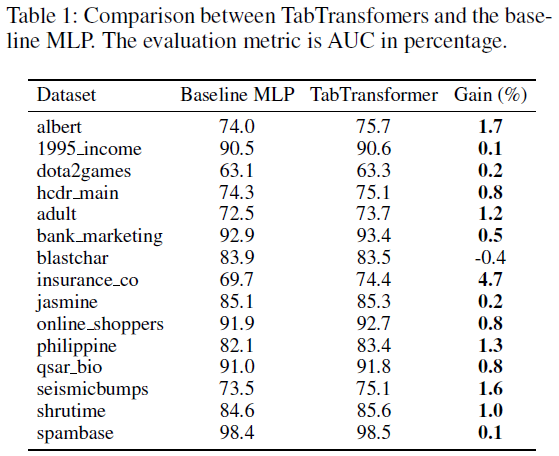 Table 1: Comparison between TabTransfomers and the base-
line MLP. The evaluation metric is AUC in percentage.
Dataset Baseline MLP TabTransformer Gain (%)
albert 74.0 75.7 1.7
1995_income 90.5 90.6 0.1
dota2games 63.1 63.3 0.2
hcdr_main 74.3 75.1 0.8
adult 72.5 73.7 1.2
bank_marketing 92.9 93.4 0.5
blastchar 83.9 83.5 -0.4
insurance_co 69.7 74.4 4.7
jasmine 85.1 85.3 0.2
online_shoppers 91.9 92.7 0.8
philippine 82.1 83.4 1.3
qsar_bio 91.0 91.8 0.8
seismicbumps 73.5 75.1 1.6
shrutime 84.6 85.6 1.0
spambase 98.4 98.5 0.1